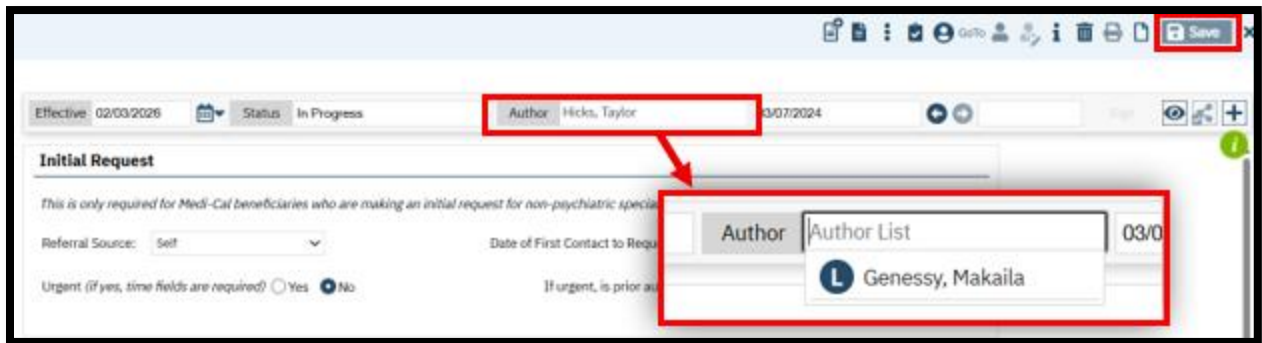 GoTo
Save
Effective 02/03/2026 Status In Progress Author Hicks, Taylor 03/07/2024
Initial Request
This is only required for Medi-Cal beneficiaries who are making an initial request for non-psychiatric
Referral Source: Self Date of First Contact to
Urgent (if yes, time fields are required) Yes No If urgent, is prior
Author Author List 03/0
L Genessy, Makaila